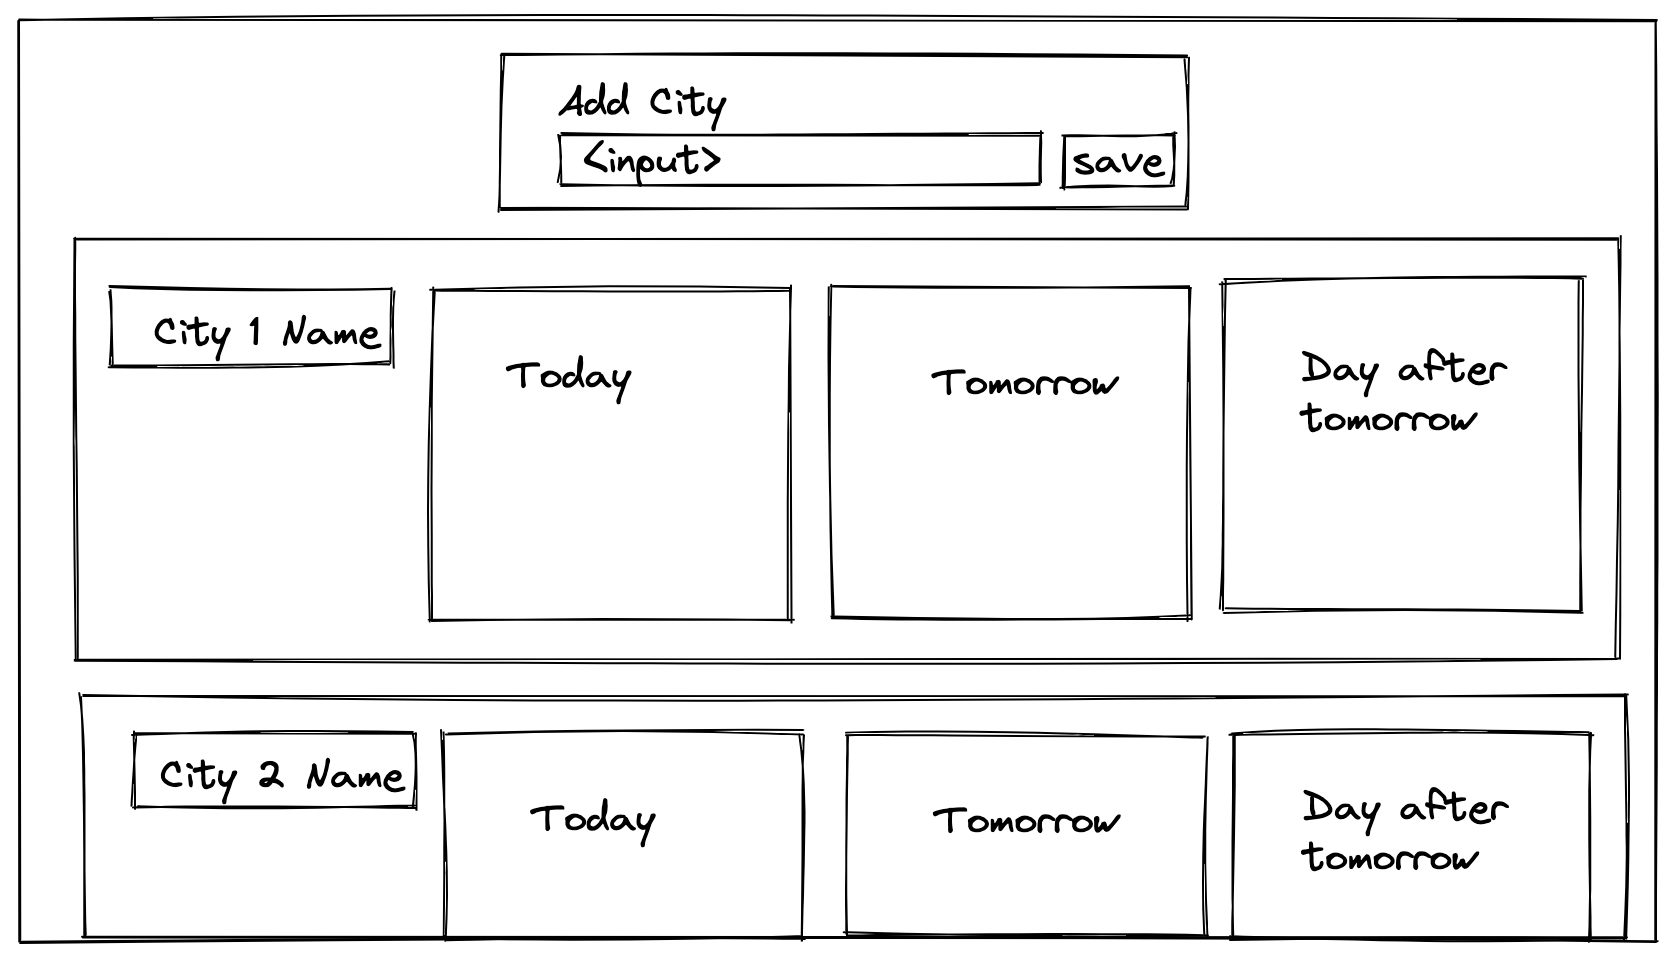 Add City
<input>
save
City 1 Name
Today
Tomorrow
Day after
tomorrow
City 2 Name
Today
Tomorrow
Day after
tomorrow